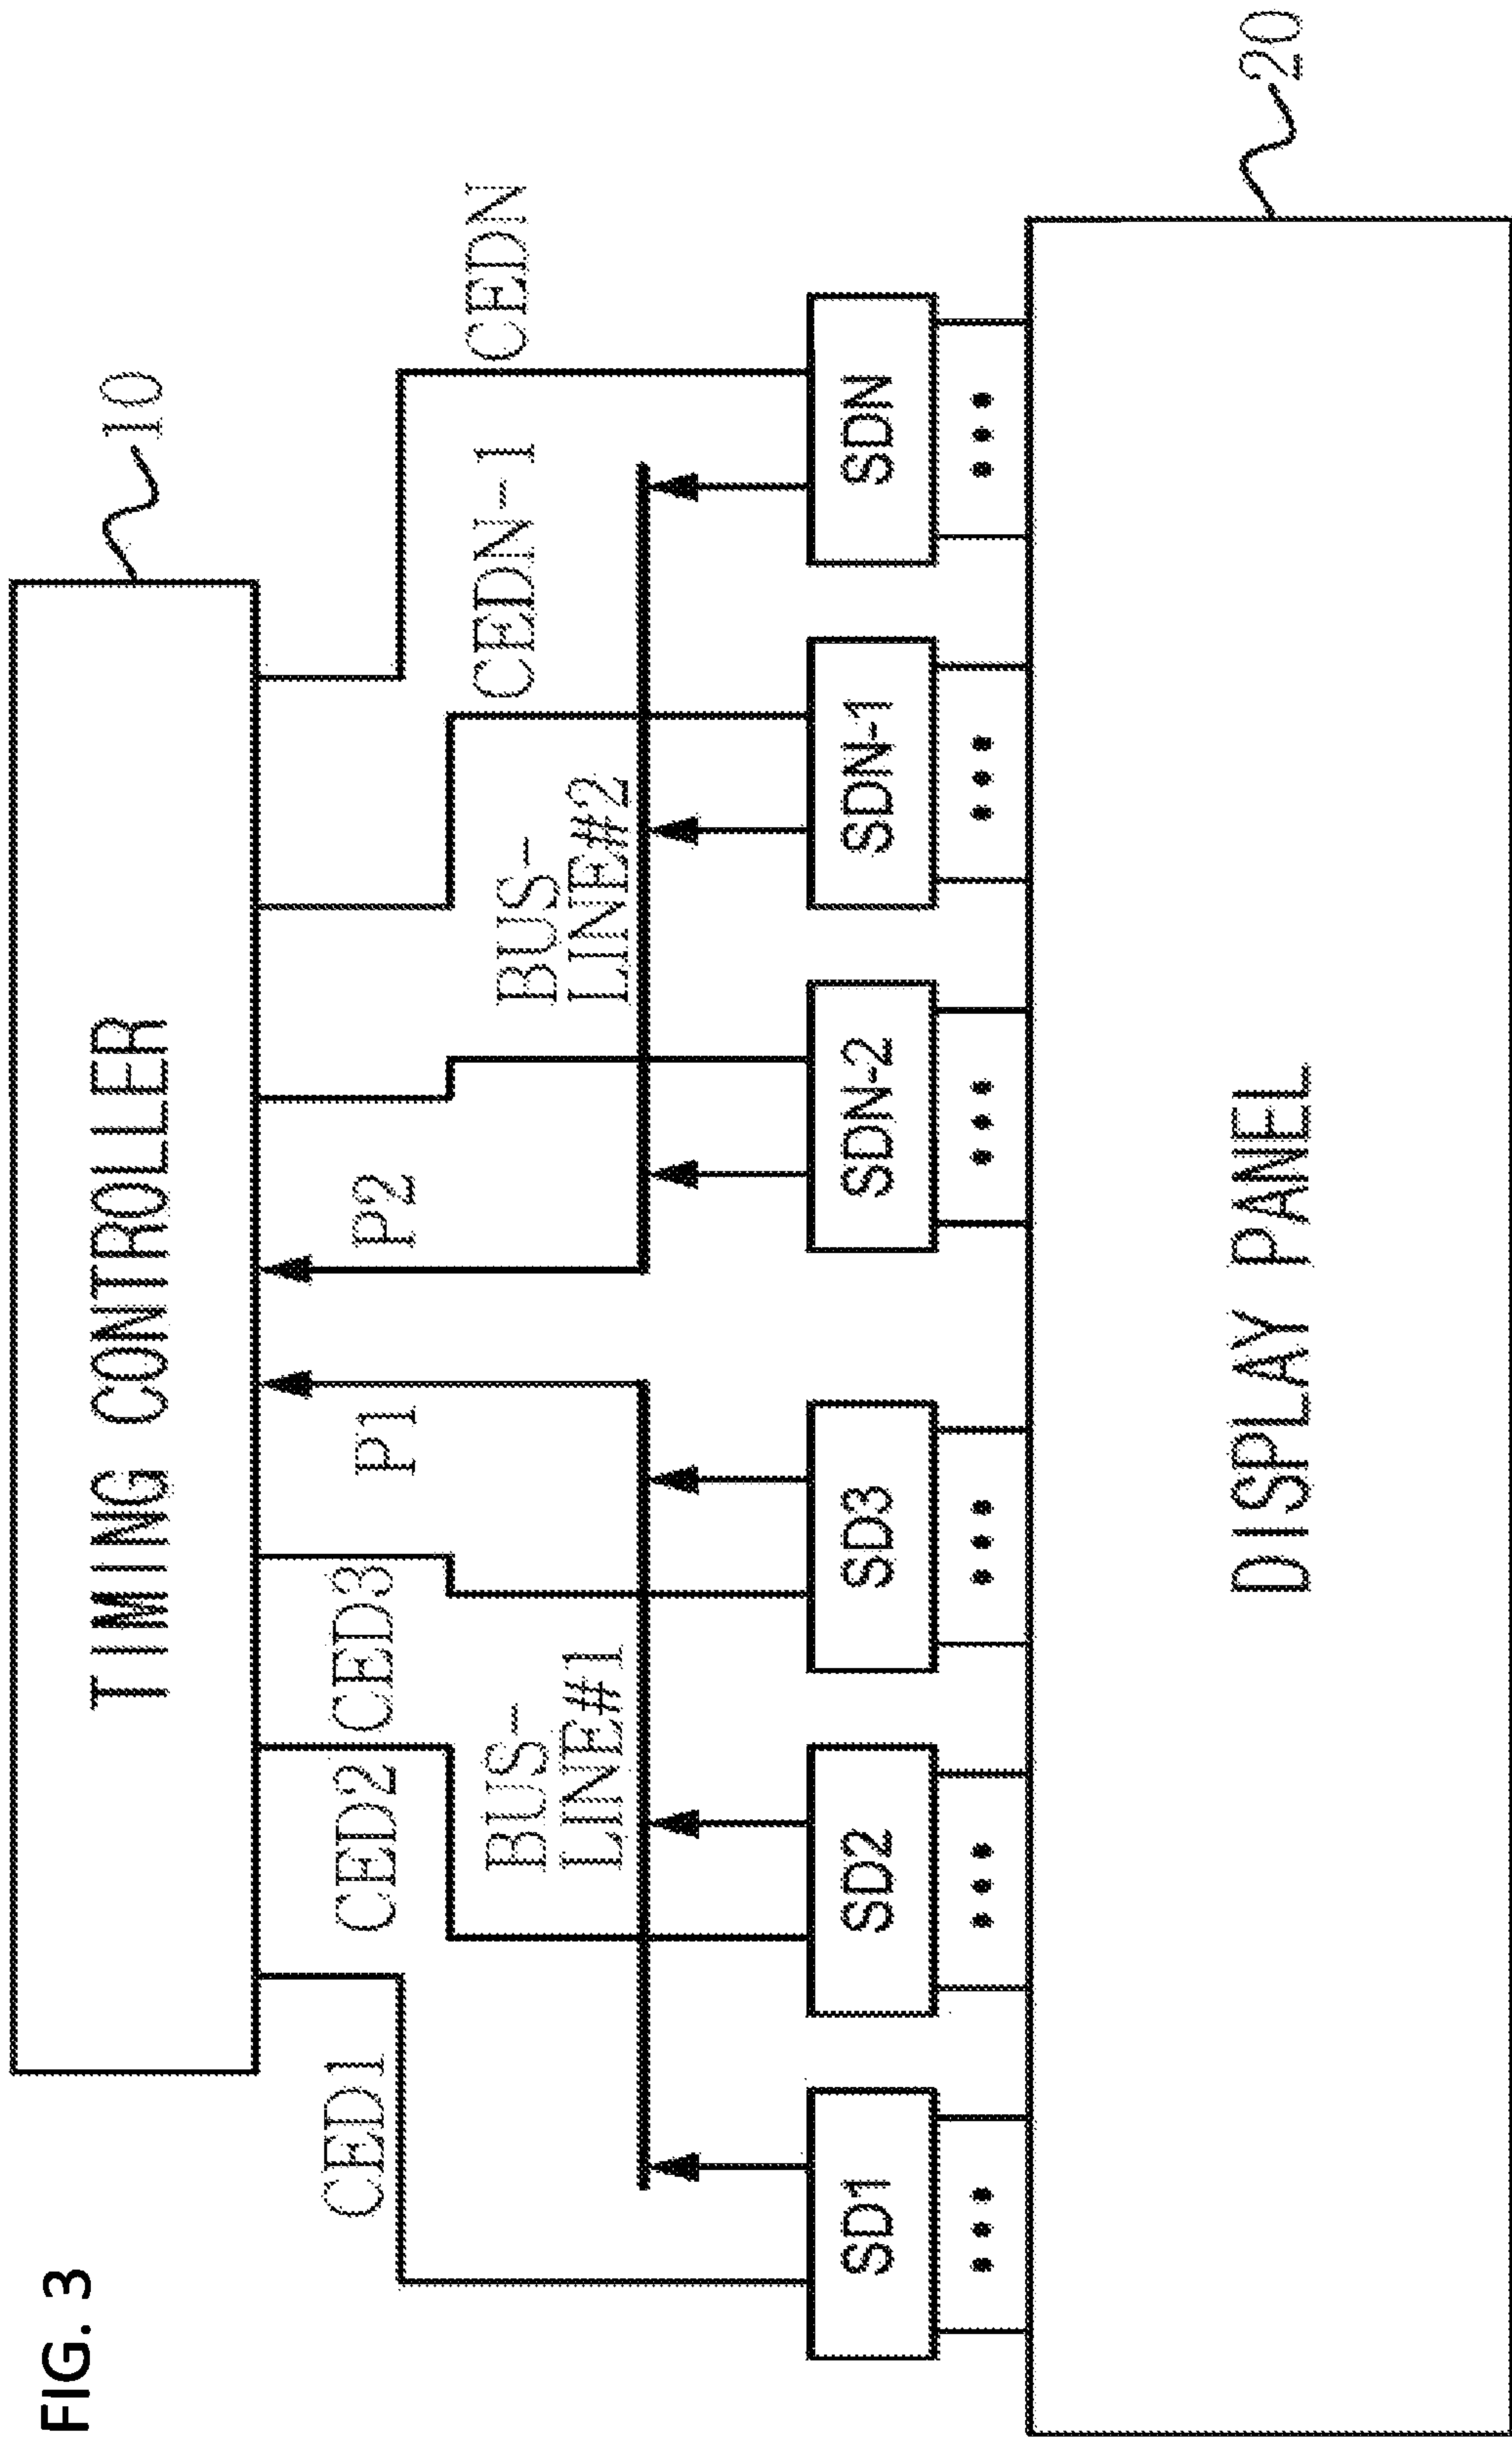 FIG. 3
TIMING CONTROLLER
10
CED1
CED2
CED3
P1
P2
CEDN-1
CEDN
BUS-
LINE#1
BUS-
LINE#2
SD1
SD2
SD3
SDN-2
SDN-1
SDN
DISPLAY PANEL
20